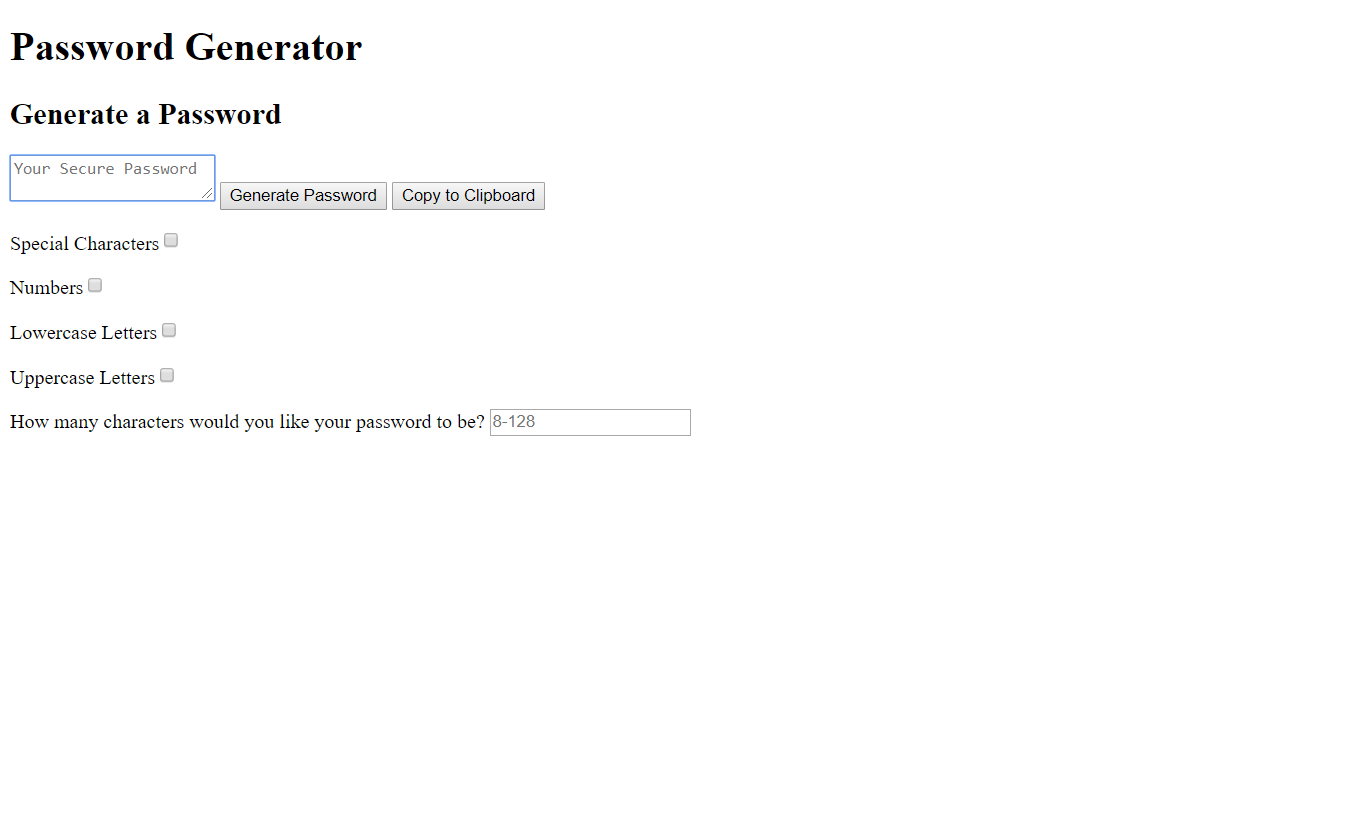 Password Generator
Generate a Password
Your Secure Password
Generate Password Copy to Clipboard
Special Characters
Numbers
Lowercase Letters
Uppercase Letters
How many characters would you like your password to be? 8-128